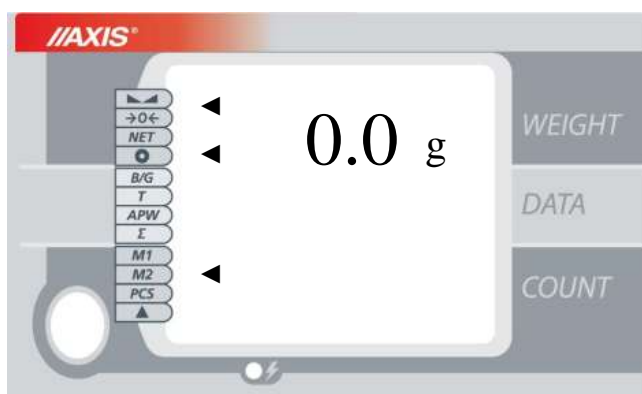 //AXIS®
→0←
NET
B/G
T
APW
Σ
M1
M2
PCS
0.0 g
WEIGHT
DATA
COUNT